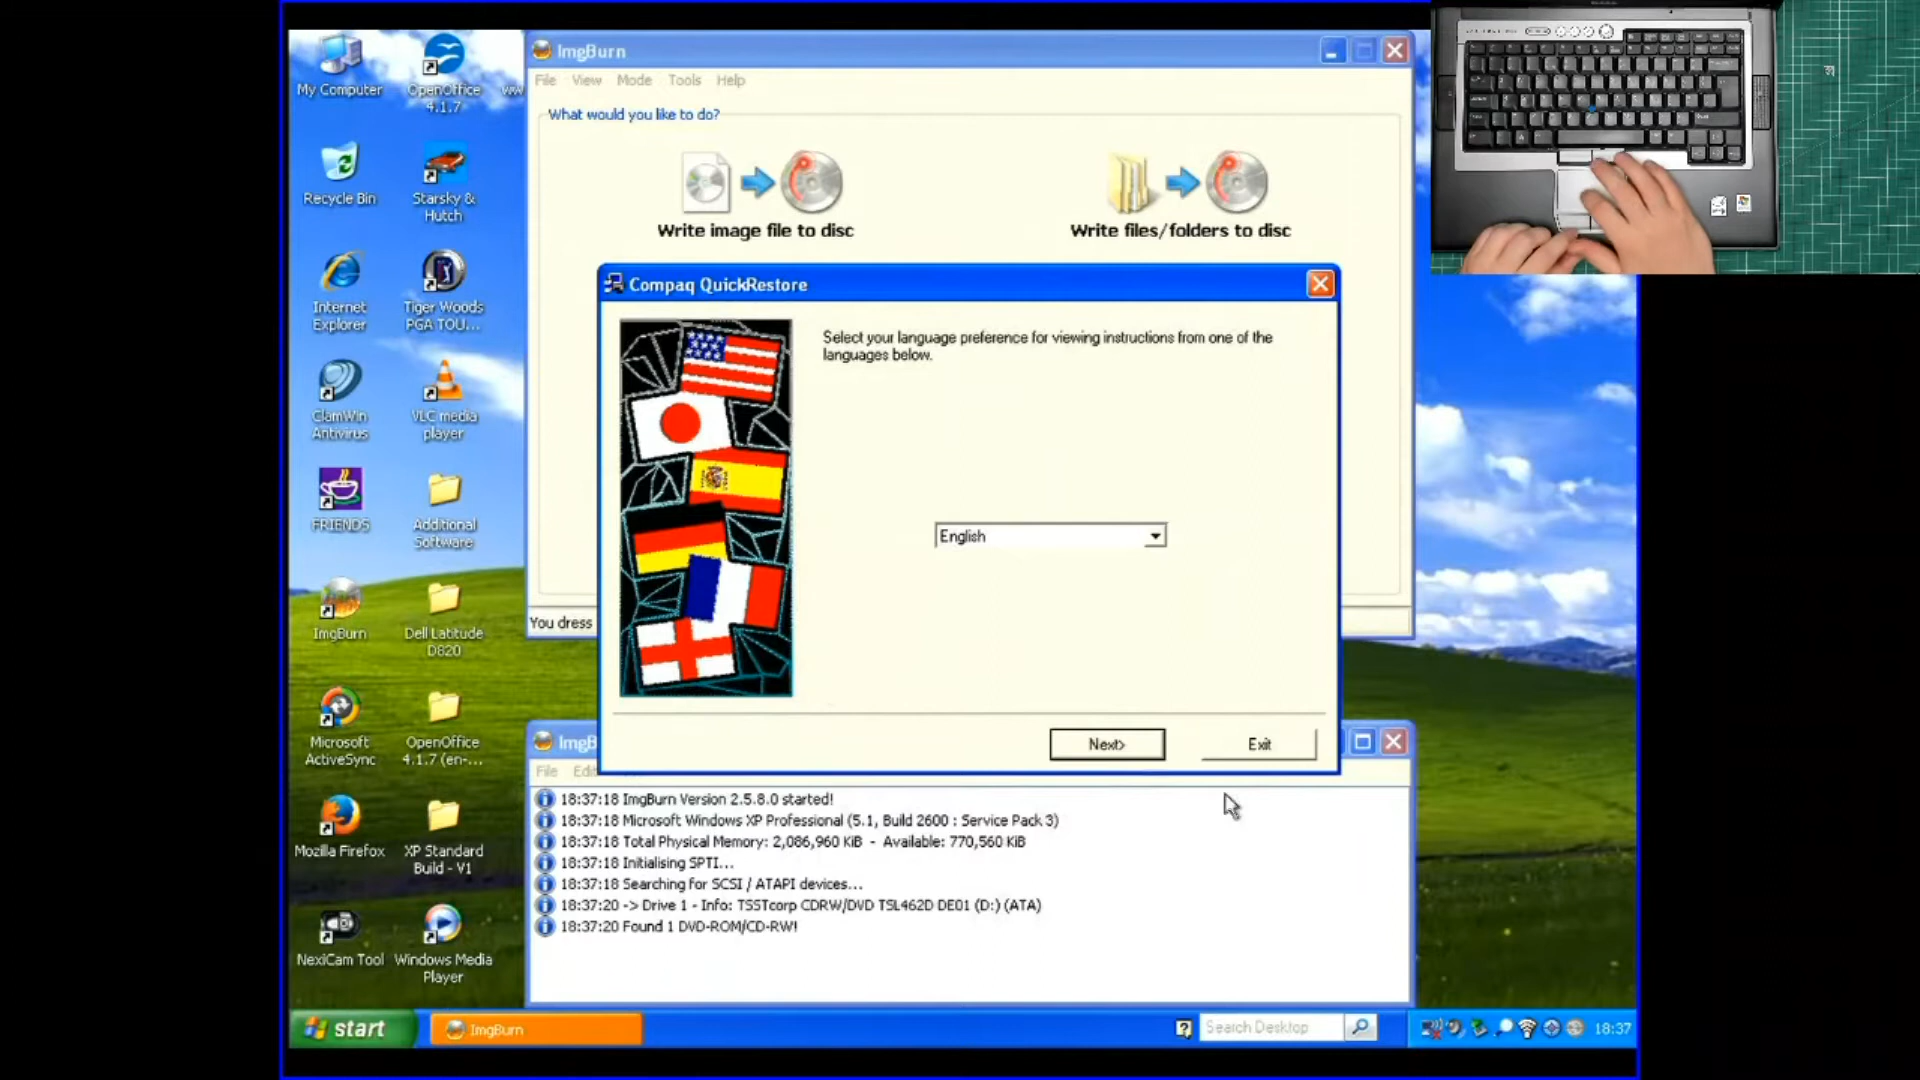 My Computer
OpenOffice
4.1.7
Recycle Bin
Starsky &
Hutch
Internet
Explorer
Tiger Woods
PGA TOU...
ClamWin
Antivirus
VLC media
player
FRIENDS
Additional
Software
ImgBurn
Dell Latitude
D820
Microsoft
ActiveSync
OpenOffice
4.1.7 (en-...
Mozilla Firefox
XP Standard
Build - V1
NexiCam Tool
Windows Media
Player
ImgBurn
File View Mode Tools Help
What would you like to do?
Write image file to disc
Write files/folders to disc
You dress
Compaq QuickRestore
Select your language preference for viewing instructions from one of the
languages below.
English
Next>
Exit
File
18:37:18 ImgBurn Version 2.5.8.0 started!
18:37:18 Microsoft Windows XP Professional (5.1, Build 2600 : Service Pack 3)
18:37:18 Total Physical Memory: 2,086,960 KiB - Available: 770,560 KiB
18:37:18 Initialising SPTI...
18:37:18 Searching for SCSI / ATAPI devices...
18:37:20 -> Drive 1 - Info: TSSTcorp CDRW/DVD TSL462D DE01 (D:) (ATA)
18:37:20 Found 1 DVD-ROM/CD-RW!
start
ImgBurn
Search Desktop
18:37